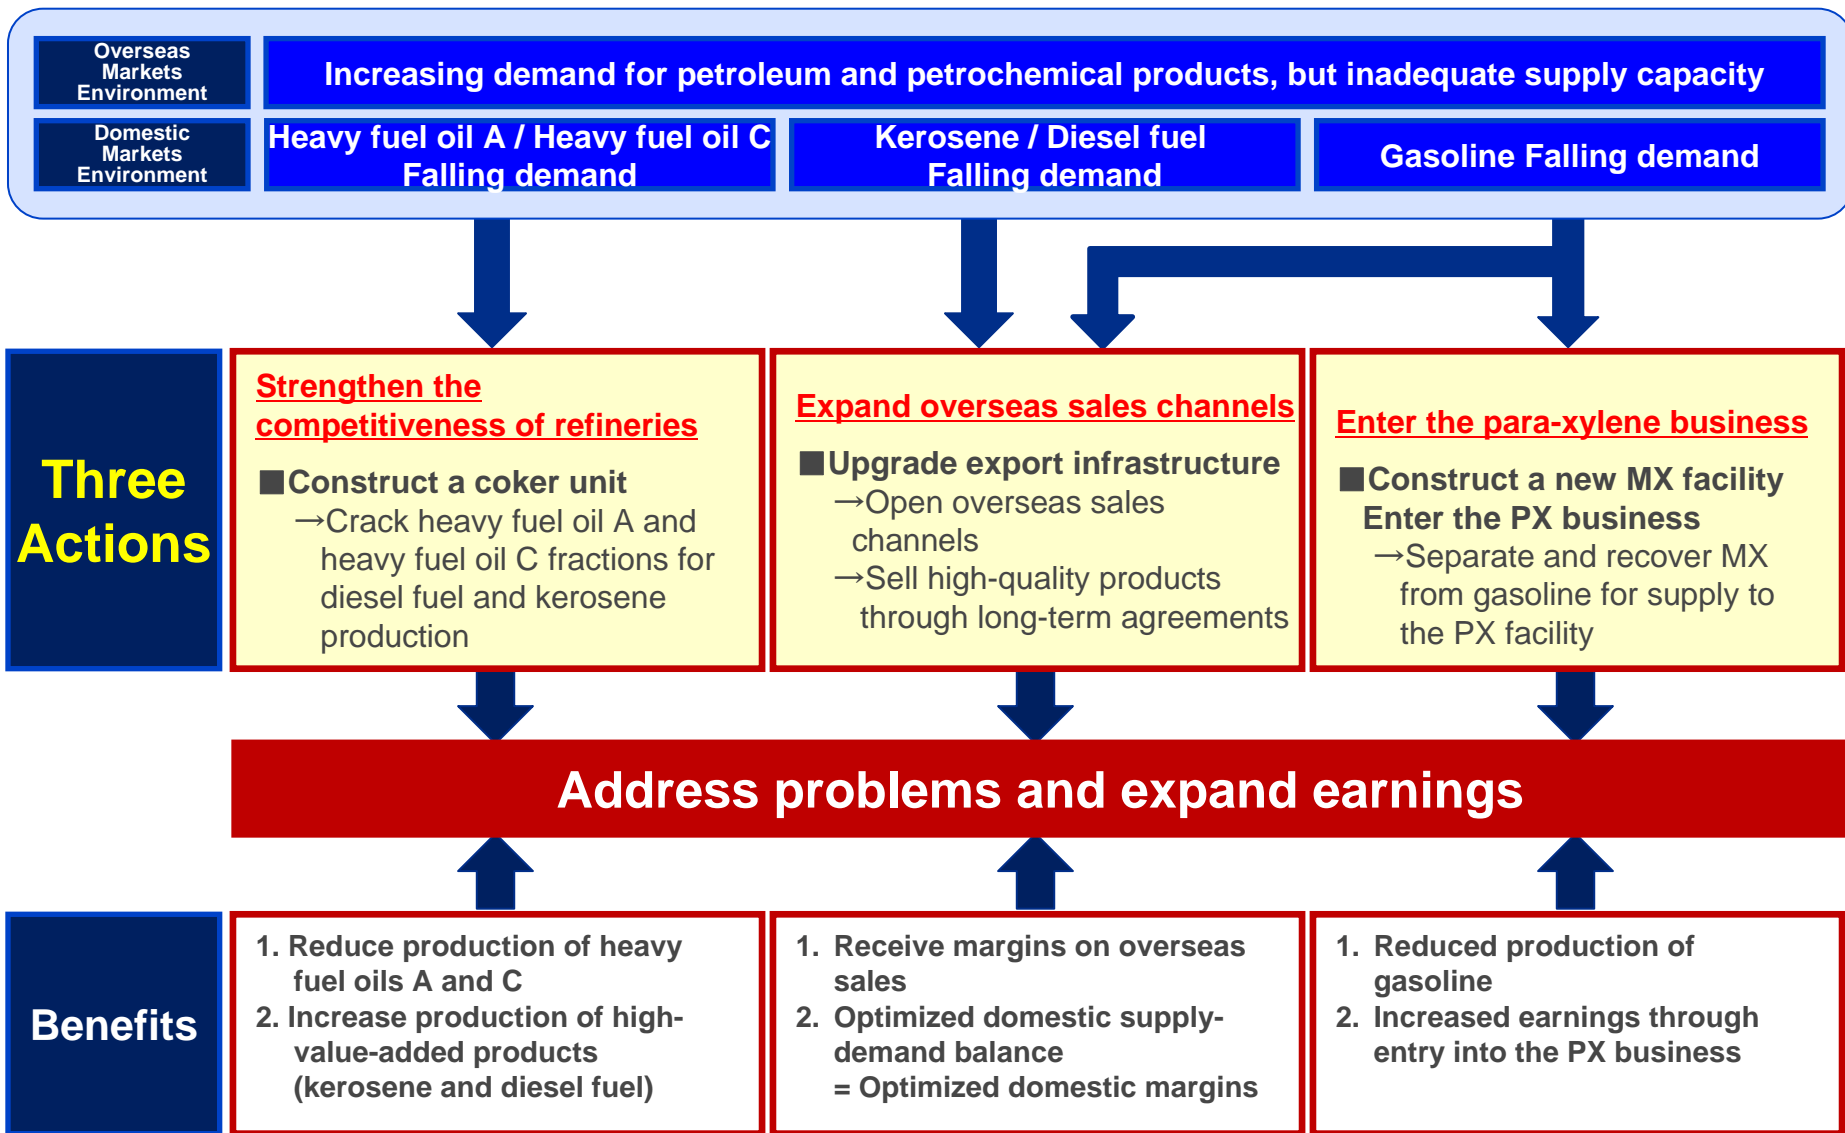 Overseas
Markets
Environment
Increasing demand for petroleum and petrochemical products, but inadequate supply capacity
Domestic
Markets
Environment
Heavy fuel oil A / Heavy fuel oil C
Falling demand
Kerosene / Diesel fuel
Falling demand
Gasoline Falling demand
Three
Actions
Strengthen the
competitiveness of refineries
■Construct a coker unit
→Crack heavy fuel oil A and
heavy fuel oil C fractions for
diesel fuel and kerosene
production
Expand overseas sales channels
■Upgrade export infrastructure
→Open overseas sales
channels
→Sell high-quality products
through long-term agreements
Enter the para-xylene business
■Construct a new MX facility
Enter the PX business
→Separate and recover MX
from gasoline for supply to
the PX facility
Address problems and expand earnings
Benefits
1. Reduce production of heavy
fuel oils A and C
2. Increase production of high-
value-added products
(kerosene and diesel fuel)
1. Receive margins on overseas
sales
2. Optimized domestic supply-
demand balance
= Optimized domestic margins
1. Reduced production of
gasoline
2. Increased earnings through
entry into the PX business